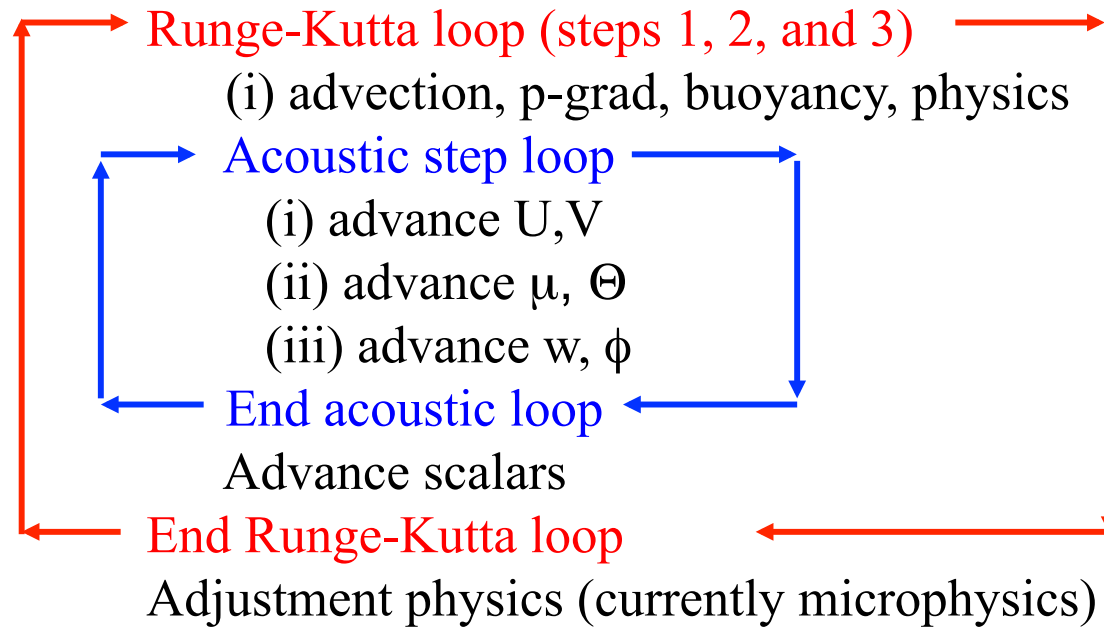 Runge-Kutta loop (steps 1, 2, and 3)
(i) advection, p-grad, buoyancy, physics
Acoustic step loop
(i) advance U,V
(ii) advance μ, Θ
(iii) advance w, ϕ
End acoustic loop
Advance scalars
End Runge-Kutta loop
Adjustment physics (currently microphysics)